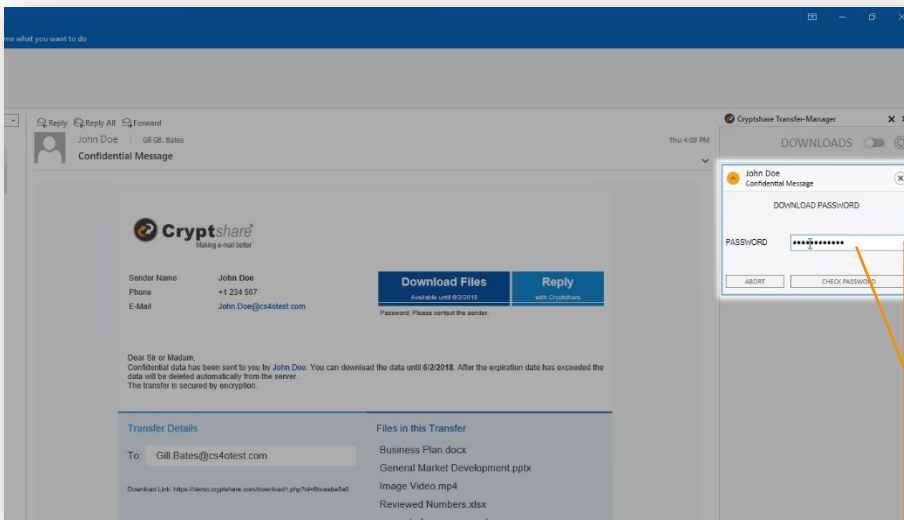 me what you want to do
Reply Reply All Forward
John Doe Gill GB. Bates
Thu 4:09 PM
Confidential Message
Cryptshare®
Making e-mail better
Sender Name John Doe
Phone +1 234 567
E-Mail John.Doe@cs4otest.com
Download Files
Available until 6/2/2018
Reply
with Cryptshare
Password: Please contact the sender.
Dear Sir or Madam,
Confidential data has been sent to you by John Doe. You can download the data until 6/2/2018. After the expiration date has exceeded the
data will be deleted automatically from the server.
The transfer is secured by encryption.
Transfer Details
To: Gill.Bates@cs4otest.com
Files in this Transfer
Business Plan.docx
General Market Development.pptx
Image Video.mp4
Reviewed Numbers.xlsx
Cryptshare Transfer-Manager
DOWNLOADS
John Doe
Confidential Message
DOWNLOAD PASSWORD
PASSWORD
ABORT CHECK PASSWORD